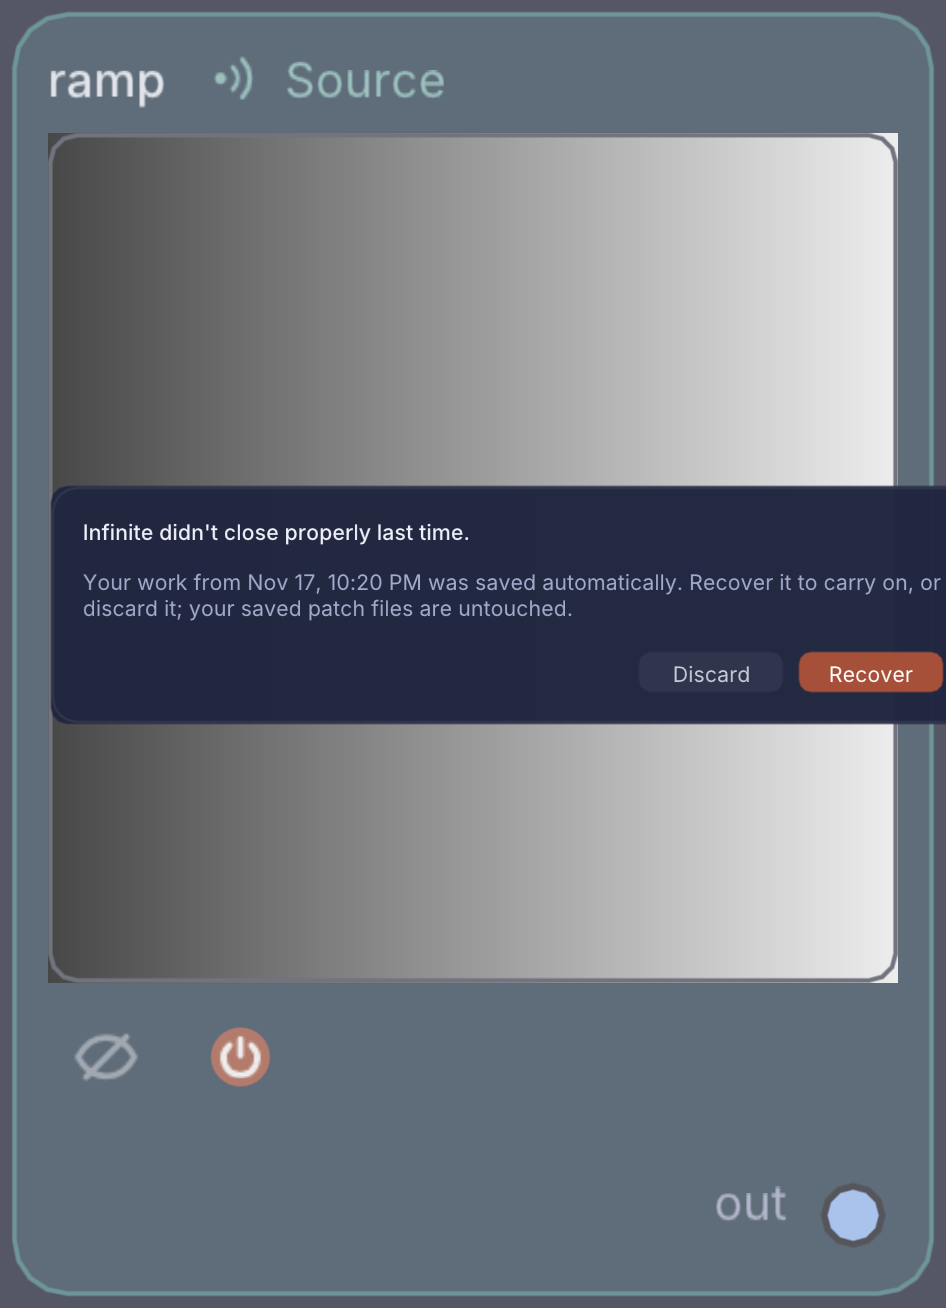 ramp Source
Infinite didn't close properly last time.
Your work from Nov 17, 10:20 PM was saved automatically. Recover it to carry on, or
discard it; your saved patch files are untouched.
Discard Recover
out